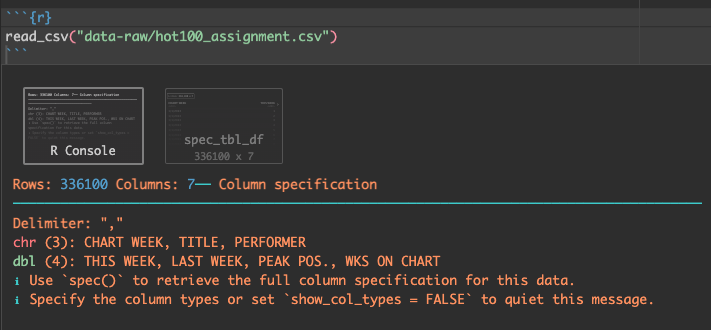 ```{r}
read_csv("data-raw/hot100_assignment.csv")
```
R Console
spec_tbl_df
336100 x 7
Rows: 336100 Columns: 7── Column specification
Delimiter: ","
chr (3): CHART WEEK, TITLE, PERFORMER
dbl (4): THIS WEEK, LAST WEEK, PEAK POS., WKS ON CHART
ℹ Use `spec()` to retrieve the full column specification for this data.
ℹ Specify the column types or set `show_col_types = FALSE` to quiet this message.